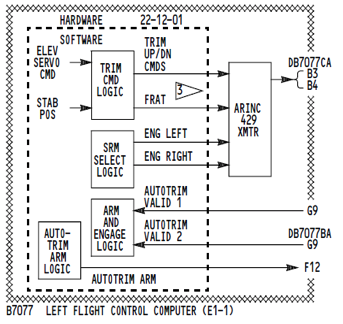 HARDWARE 22-12-01
SOFTWARE
ELEV
SERVO
CMD
STAB
POS
TRIM
CMD
LOGIC
TRIM
UP/DN
CMDS
FRAT
3
ARINC
429
XMTR
DB7077CA
B3
B4
SRM
SELECT
LOGIC
ENG LEFT
ENG RIGHT
ARM
AND
ENGAGE
LOGIC
AUTOTRIM
VALID 1
G9
AUTOTRIM
VALID 2
DB7077BA
G9
AUTO-
TRIM
ARM
LOGIC
F12
AUTOTRIM ARM
B7077 LEFT FLIGHT CONTROL COMPUTER (E1-1)